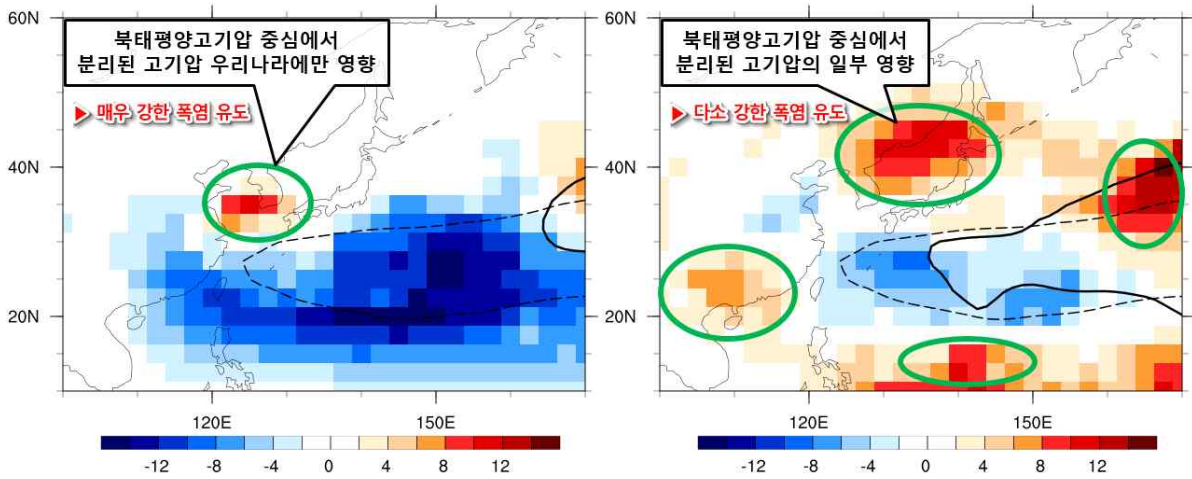 60N
북태평양고기압 중심에서
분리된 고기압 우리나라에만 영향
▶ 매우 강한 폭염 유도
40N
20N
120E
150E
-12 -8 -4 0 4 8 12
60N
북태평양고기압 중심에서
분리된 고기압의 일부 영향
▶ 다소 강한 폭염 유도
40N
20N
120E
150E
-12 -8 -4 0 4 8 12